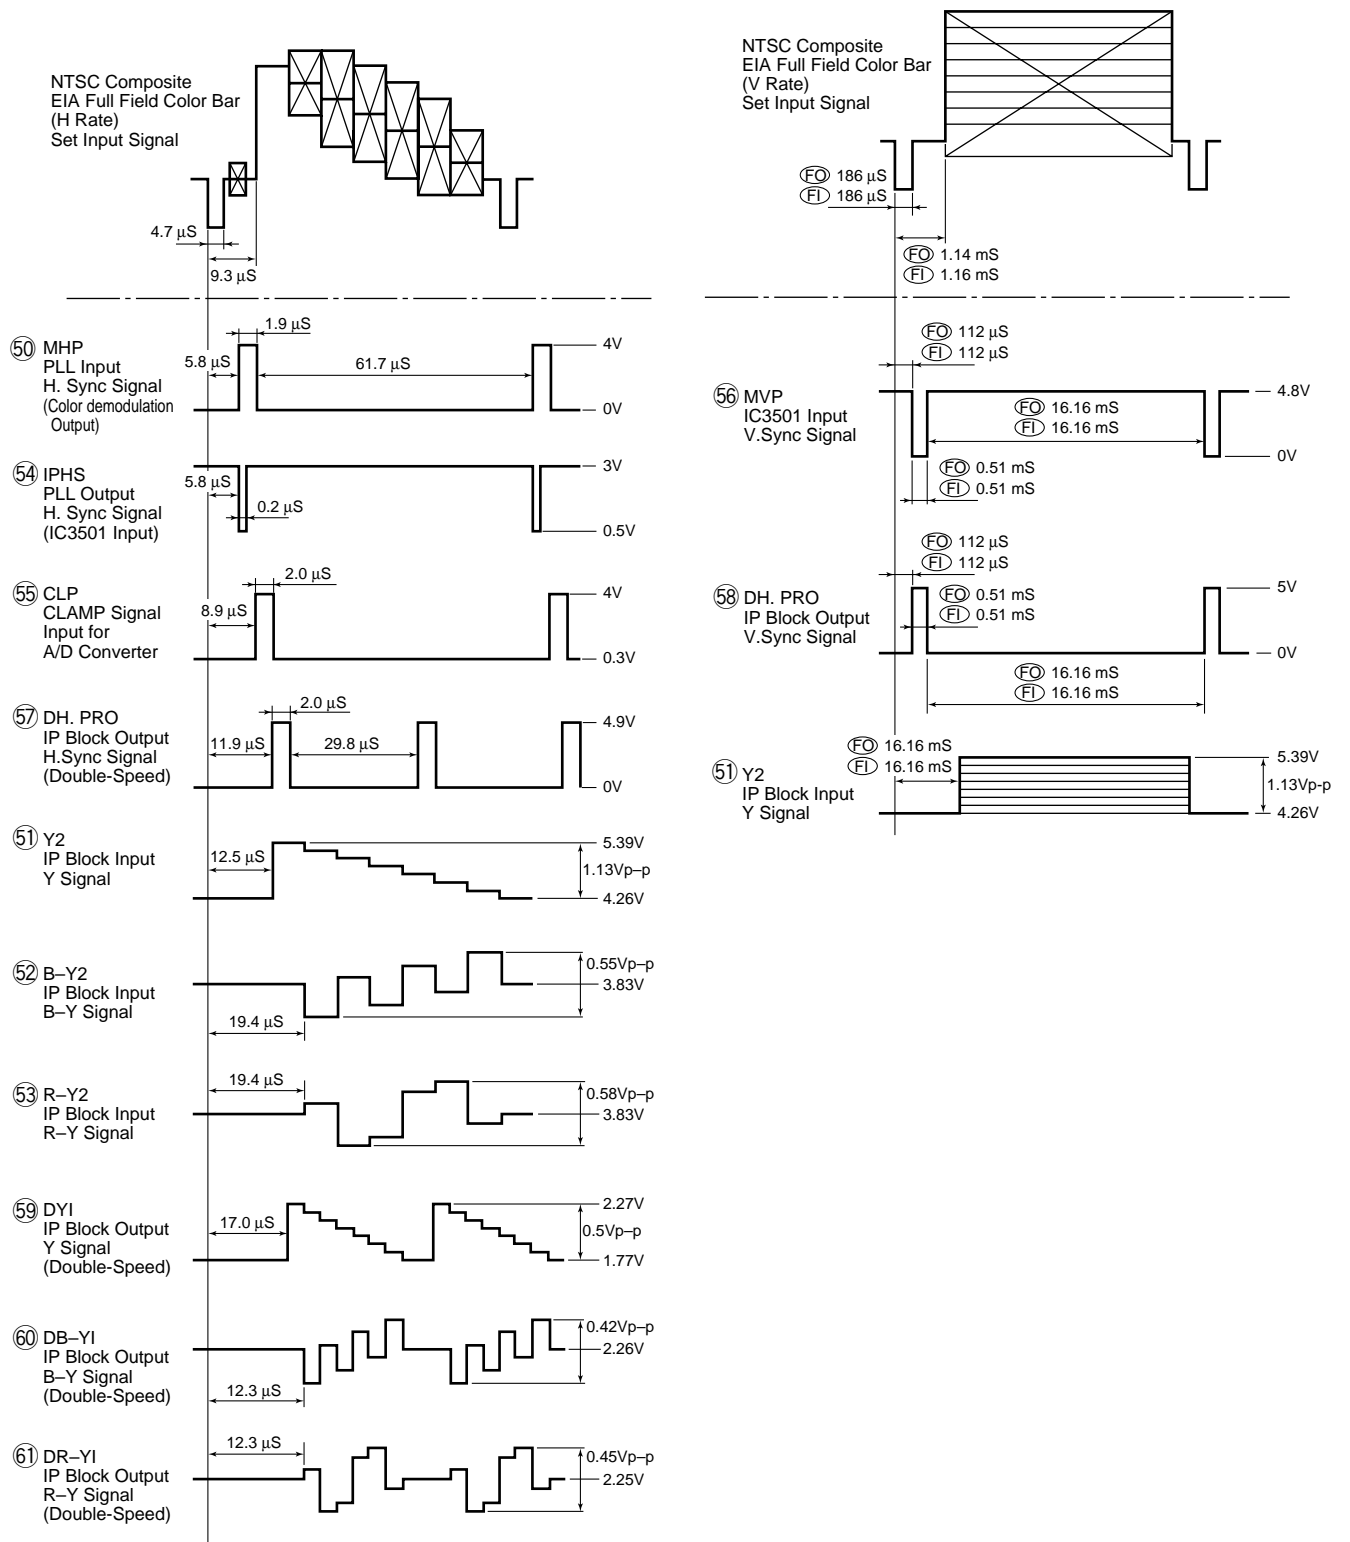 NTSC Composite
EIA Full Field Color Bar
(H Rate)
Set Input Signal
4.7 µS
9.3 µS
50 MHP
PLL Input
H. Sync Signal
(Color demodulation
Output)
1.9 µS
5.8 µS
61.7 µS
4V
0V
54 IPHS
PLL Output
H. Sync Signal
(IC3501 Input)
5.8 µS
0.2 µS
3V
0.5V
55 CLP
CLAMP Signal
Input for
A/D Converter
2.0 µS
8.9 µS
4V
0.3V
57 DH. PRO
IP Block Output
H.Sync Signal
(Double-Speed)
2.0 µS
11.9 µS
29.8 µS
4.9V
0V
51 Y2
IP Block Input
Y Signal
12.5 µS
5.39V
1.13Vp–p
4.26V
52 B–Y2
IP Block Input
B–Y Signal
19.4 µS
0.55Vp–p
3.83V
53 R–Y2
IP Block Input
R–Y Signal
19.4 µS
0.58Vp–p
3.83V
59 DYI
IP Block Output
Y Signal
(Double-Speed)
17.0 µS
2.27V
0.5Vp–p
1.77V
60 DB–YI
IP Block Output
B–Y Signal
(Double-Speed)
12.3 µS
0.42Vp–p
2.26V
61 DR–YI
IP Block Output
R–Y Signal
(Double-Speed)
12.3 µS
0.45Vp–p
2.25V
NTSC Composite
EIA Full Field Color Bar
(V Rate)
Set Input Signal
FO 186 µS
FI 186 µS
FO 1.14 mS
FI 1.16 mS
56 MVP
IC3501 Input
V.Sync Signal
FO 112 µS
FI 112 µS
FO 16.16 mS
FI 16.16 mS
FO 0.51 mS
FI 0.51 mS
4.8V
0V
58 DH. PRO
IP Block Output
V.Sync Signal
FO 112 µS
FI 112 µS
FO 0.51 mS
FI 0.51 mS
FO 16.16 mS
FI 16.16 mS
5V
0V
51 Y2
IP Block Input
Y Signal
FO 16.16 mS
FI 16.16 mS
5.39V
1.13Vp-p
4.26V